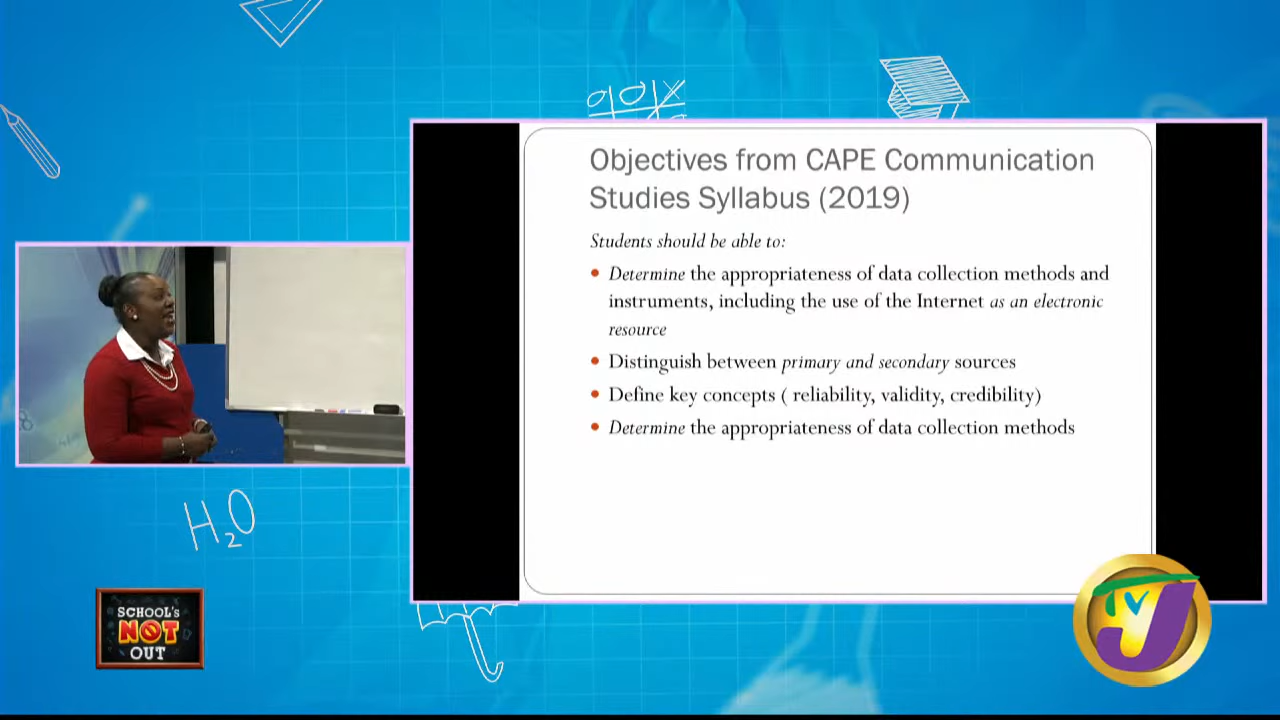 Objectives from CAPE Communication
Studies Syllabus (2019)
Students should be able to:
• Determine the appropriateness of data collection methods and
instruments, including the use of the Internet as an electronic
resource
• Distinguish between primary and secondary sources
• Define key concepts ( reliability, validity, credibility)
• Determine the appropriateness of data collection methods
H2O
SCHOOL's
NOT
OUT
TVJ